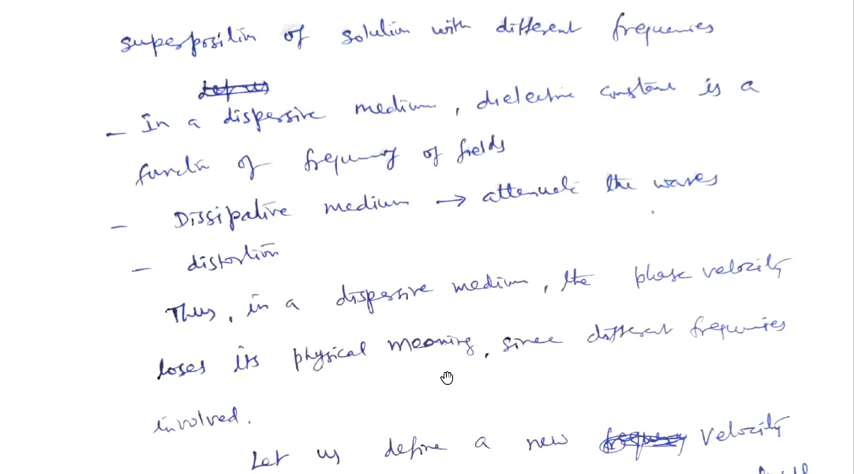 superposition of solution with different frequencies
- In a dispersive medium, dielectric constant is a
function of frequency of fields
- Dissipative medium → attenuate the waves
- distortion
Thus, in a dispersive medium, the phase velocity
loses its physical meaning, since different frequencies
involved.
Let us define a new velocity